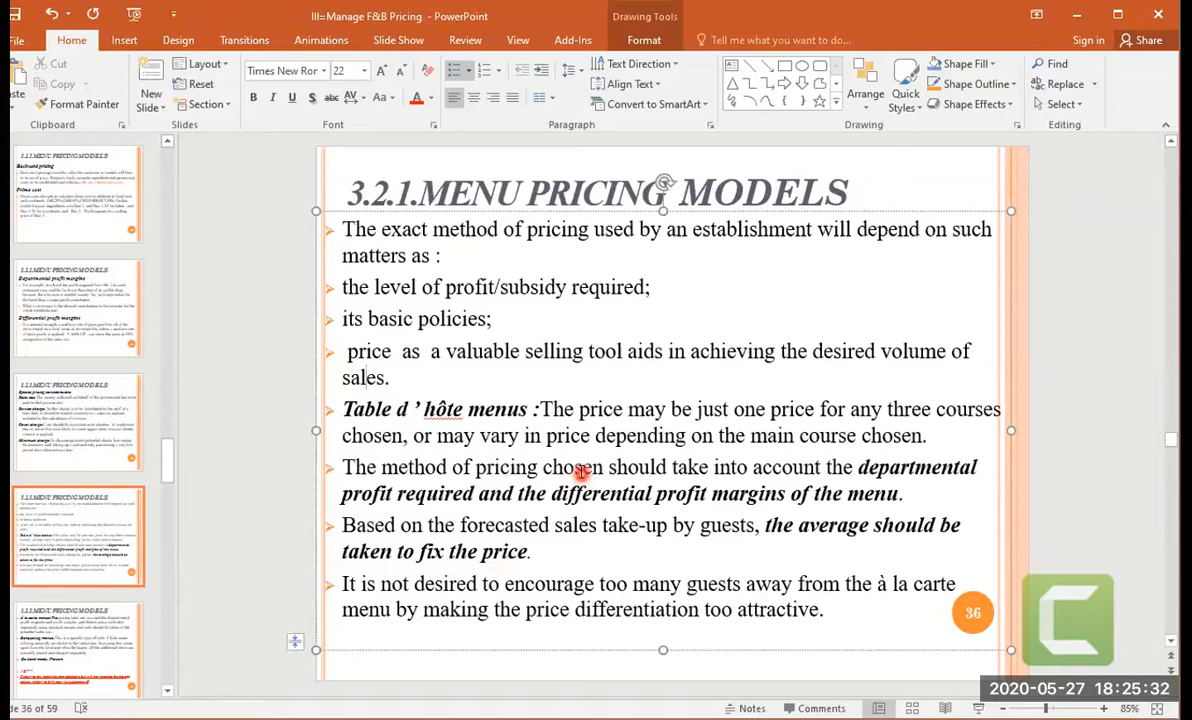 III=Manage F&B Pricing - PowerPoint
Drawing Tools
File
Home
Insert
Design
Transitions
Animations
Slide Show
Review
View
Add-Ins
Format
Tell me what you want to do...
Sign in
Share
Cut
Copy
Format Painter
Clipboard
New
Slide
Layout
Reset
Section
Slides
Times New Ror
22
Font
Text Direction
Align Text
Convert to SmartArt
Paragraph
Arrange
Quick
Styles
Shape Fill
Shape Outline
Shape Effects
Drawing
Find
Replace
Select
Editing
3.2.1.MENU PRICING MODELS
The exact method of pricing used by an establishment will depend on such
matters as :
the level of profit/subsidy required;
its basic policies;
price as a valuable selling tool aids in achieving the desired volume of
sales.
Table d ’ hôte menus :The price may be just one price for any three courses
chosen, or may vary in price depending on the main course chosen.
The method of pricing chosen should take into account the departmental
profit required and the differential profit margins of the menu.
Based on the forecasted sales take-up by guests, the average should be
taken to fix the price.
It is not desired to encourage too many guests away from the à la carte
menu by making the price differentiation too attractive.
36
2020-05-27 18:25:32
Slide 36 of 59
Notes
Comments
85%